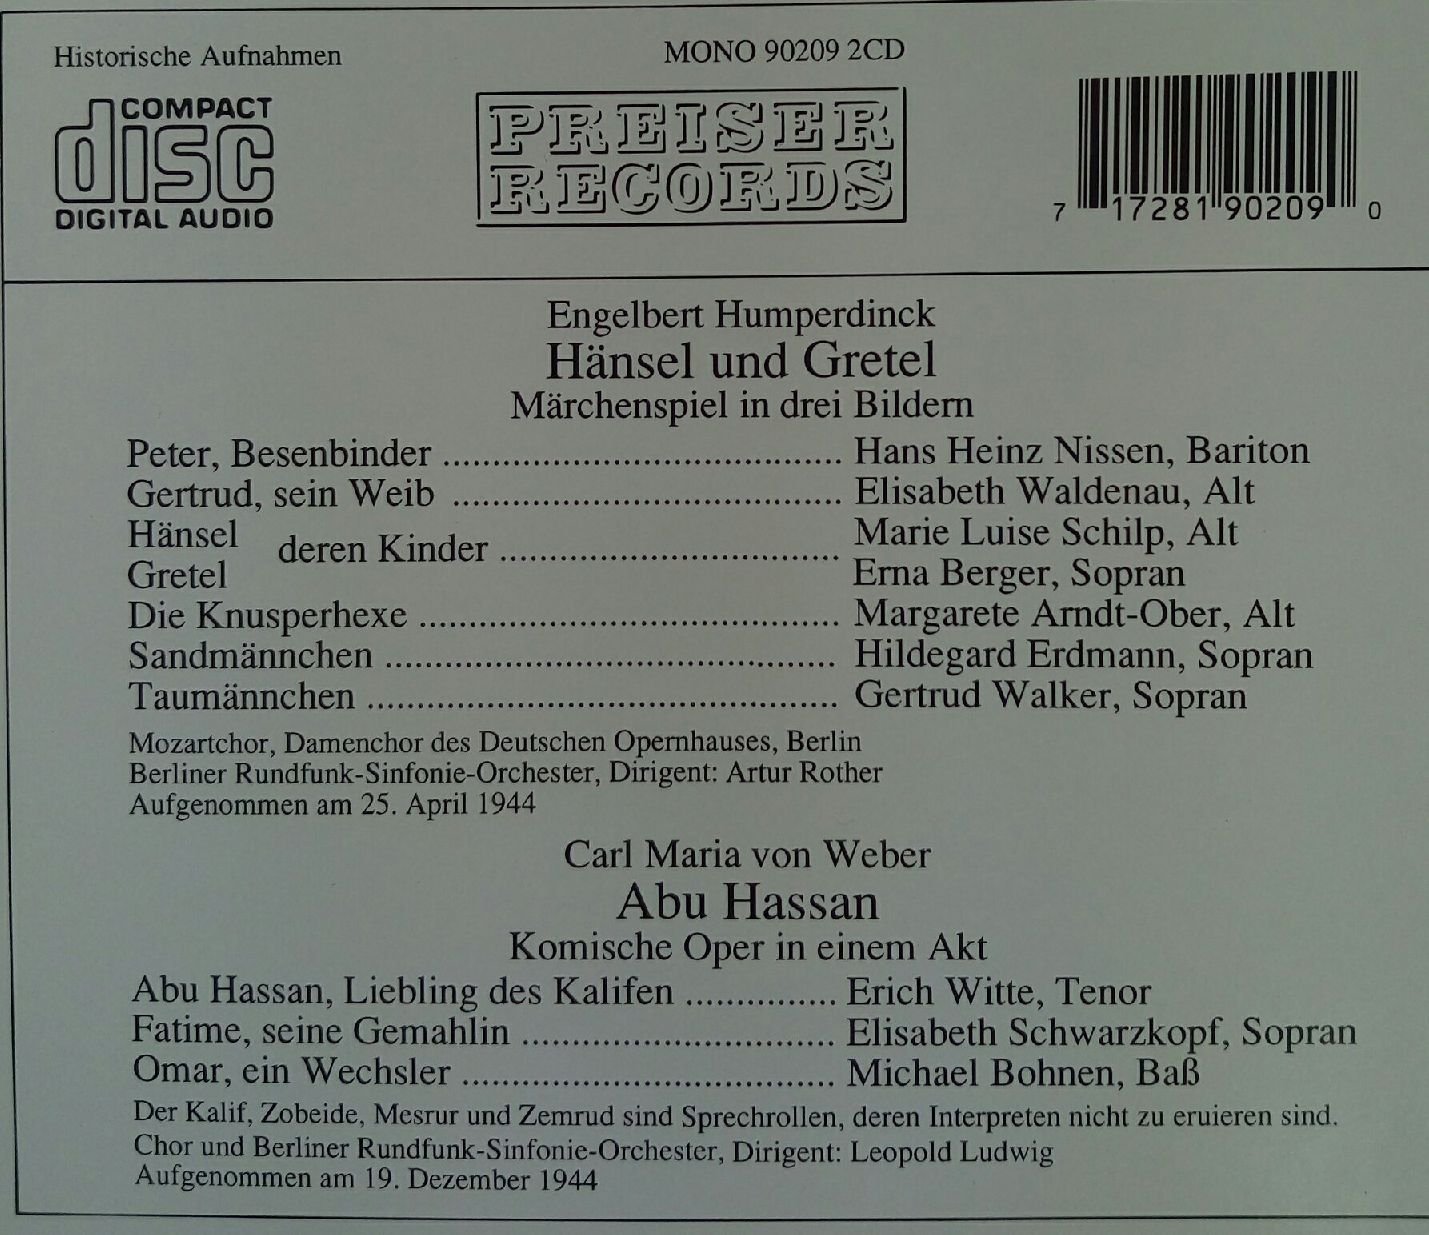 Historische Aufnahmen
MONO 90209 2CD
COMPACT
disc
DIGITAL AUDIO
PREISER
RECORDS
7 17281 90209 0
Engelbert Humperdinck
Hänsel und Gretel
Märchenspiel in drei Bildern
Peter, Besenbinder ........................................ Hans Heinz Nissen, Bariton
Gertrud, sein Weib ....................................... Elisabeth Waldenau, Alt
Hänsel
Gretel
deren Kinder ..................................
Marie Luise Schilp, Alt
Erna Berger, Sopran
Die Knusperhexe .......................................... Margarete Arndt-Ober, Alt
Sandmännchen ............................................. Hildegard Erdmann, Sopran
Taumännchen ............................................... Gertrud Walker, Sopran
Mozartchor, Damenchor des Deutschen Opernhauses, Berlin
Berliner Rundfunk-Sinfonie-Orchester, Dirigent: Artur Rother
Aufgenommen am 25. April 1944
Carl Maria von Weber
Abu Hassan
Komische Oper in einem Akt
Abu Hassan, Liebling des Kalifen ............... Erich Witte, Tenor
Fatime, seine Gemahlin ............................... Elisabeth Schwarzkopf, Sopran
Omar, ein Wechsler ..................................... Michael Bohnen, Baß
Der Kalif, Zobeide, Mesrur und Zemrud sind Sprechrollen, deren Interpreten nicht zu eruieren sind.
Chor und Berliner Rundfunk-Sinfonie-Orchester, Dirigent: Leopold Ludwig
Aufgenommen am 19. Dezember 1944